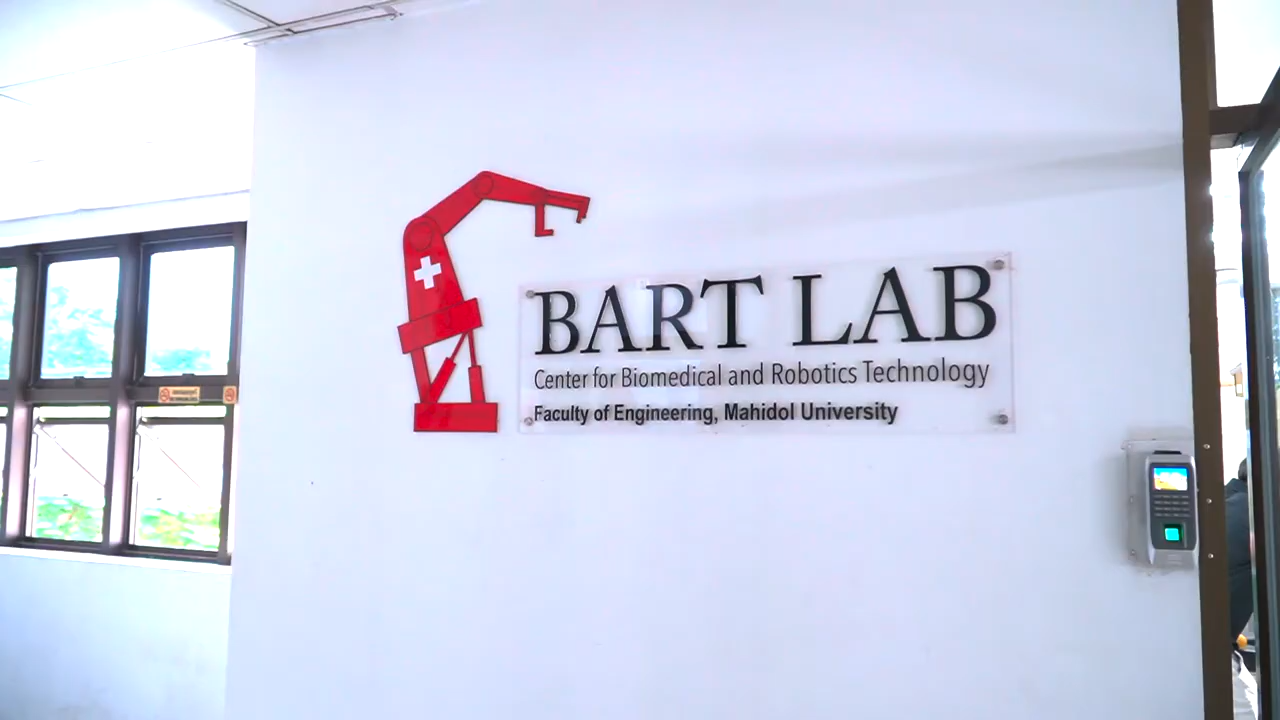 BART LAB
Center for Biomedical and Robotics Technology
Faculty of Engineering, Mahidol University